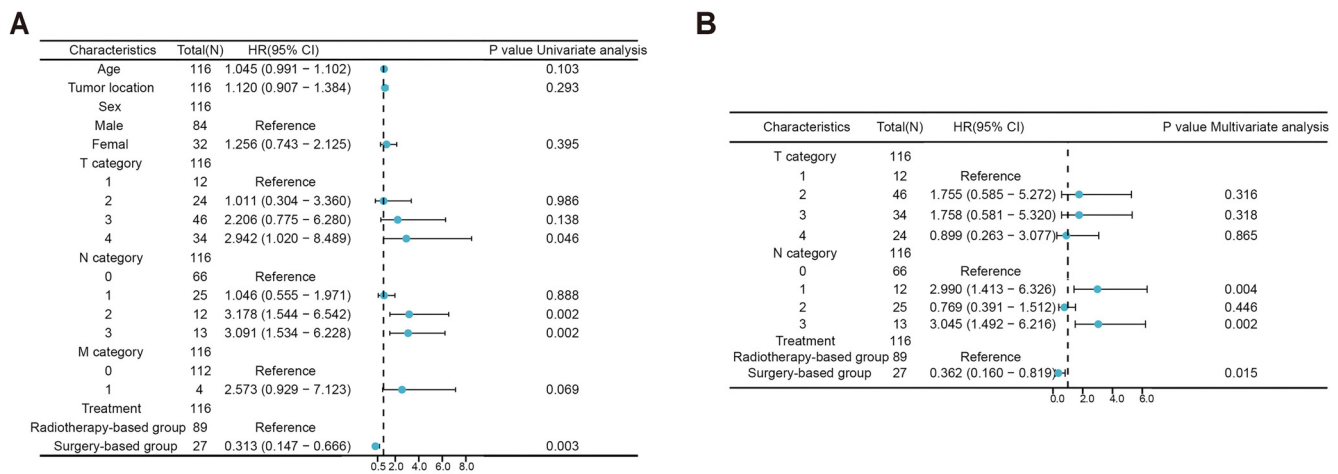 A
Characteristics Total(N) HR(95% CI) P value Univariate analysis
Age 116 1.045 (0.991 − 1.102) 0.103
Tumor location 116 1.120 (0.907 − 1.384) 0.293
Sex 116
Male 84 Reference
Femal 32 1.256 (0.743 − 2.125) 0.395
T category 116
1 12 Reference
2 24 1.011 (0.304 − 3.360) 0.986
3 46 2.206 (0.775 − 6.280) 0.138
4 34 2.942 (1.020 − 8.489) 0.046
N category 116
0 66 Reference
1 25 1.046 (0.555 − 1.971) 0.888
2 12 3.178 (1.544 − 6.542) 0.002
3 13 3.091 (1.534 − 6.228) 0.002
M category 116
0 112 Reference
1 4 2.573 (0.929 − 7.123) 0.069
Treatment 116
Radiotherapy-based group 89 Reference
Surgery-based group 27 0.313 (0.147 − 0.666) 0.003
0.5 2.0 4.0 6.0 8.0
B
Characteristics Total(N) HR(95% CI) P value Multivariate analysis
T category 116
1 12 Reference
2 46 1.755 (0.585 − 5.272) 0.316
3 34 1.758 (0.581 − 5.320) 0.318
4 24 0.899 (0.263 − 3.077) 0.865
N category 116
0 66 Reference
1 12 2.990 (1.413 − 6.326) 0.004
2 25 0.769 (0.391 − 1.512) 0.446
3 13 3.045 (1.492 − 6.216) 0.002
Treatment 116
Radiotherapy-based group 89 Reference
Surgery-based group 27 0.362 (0.160 − 0.819) 0.015
0.0 2.0 4.0 6.0